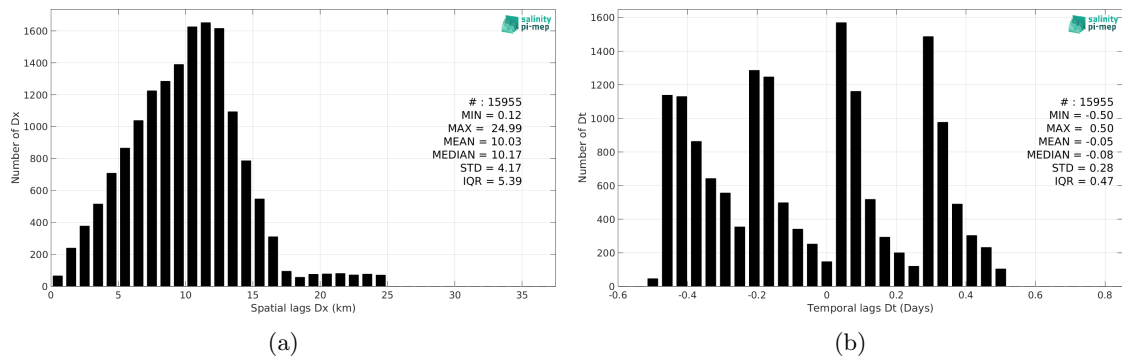 salinity
pi-mep
Number of Dx
1600
1400
1200
1000
800
600
400
200
0
# : 15955
MIN = 0.12
MAX = 24.99
MEAN = 10.03
MEDIAN = 10.17
STD = 4.17
IQR = 5.39
0 5 10 15 20 25 30 35
Spatial lags Dx (km)
(a)
salinity
pi-mep
Number of Dt
1600
1400
1200
1000
800
600
400
200
0
# : 15955
MIN = -0.50
MAX = 0.50
MEAN = -0.05
MEDIAN = -0.08
STD = 0.28
IQR = 0.47
-0.6 -0.4 -0.2 0 0.2 0.4 0.6 0.8
Temporal lags Dt (Days)
(b)